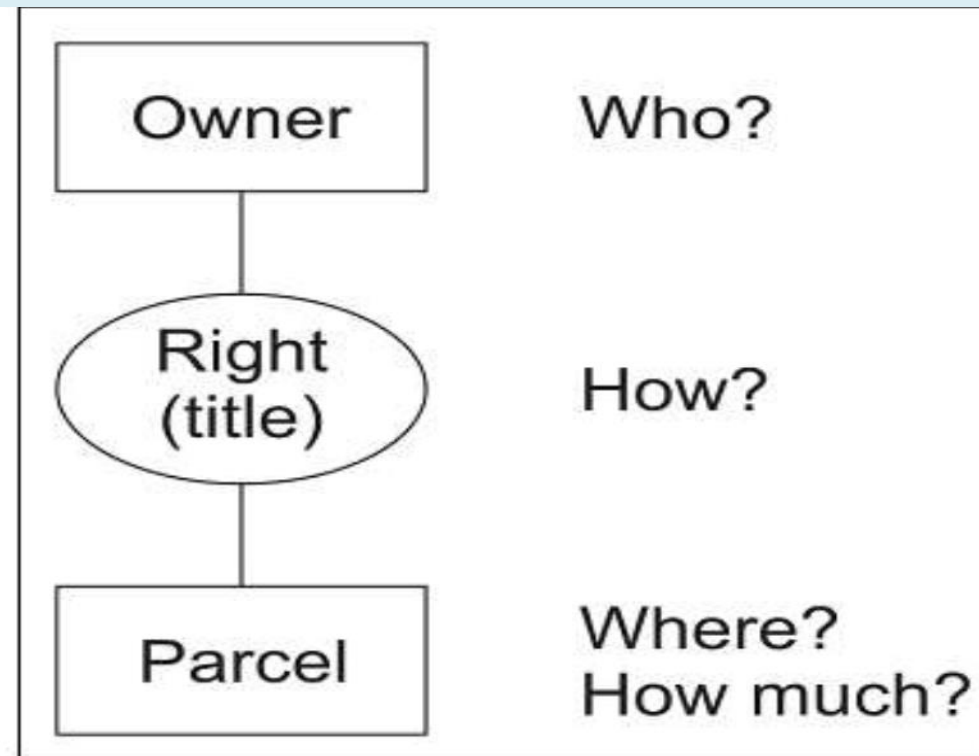 Owner
Who?
Right
(title)
How?
Parcel
Where?
How much?